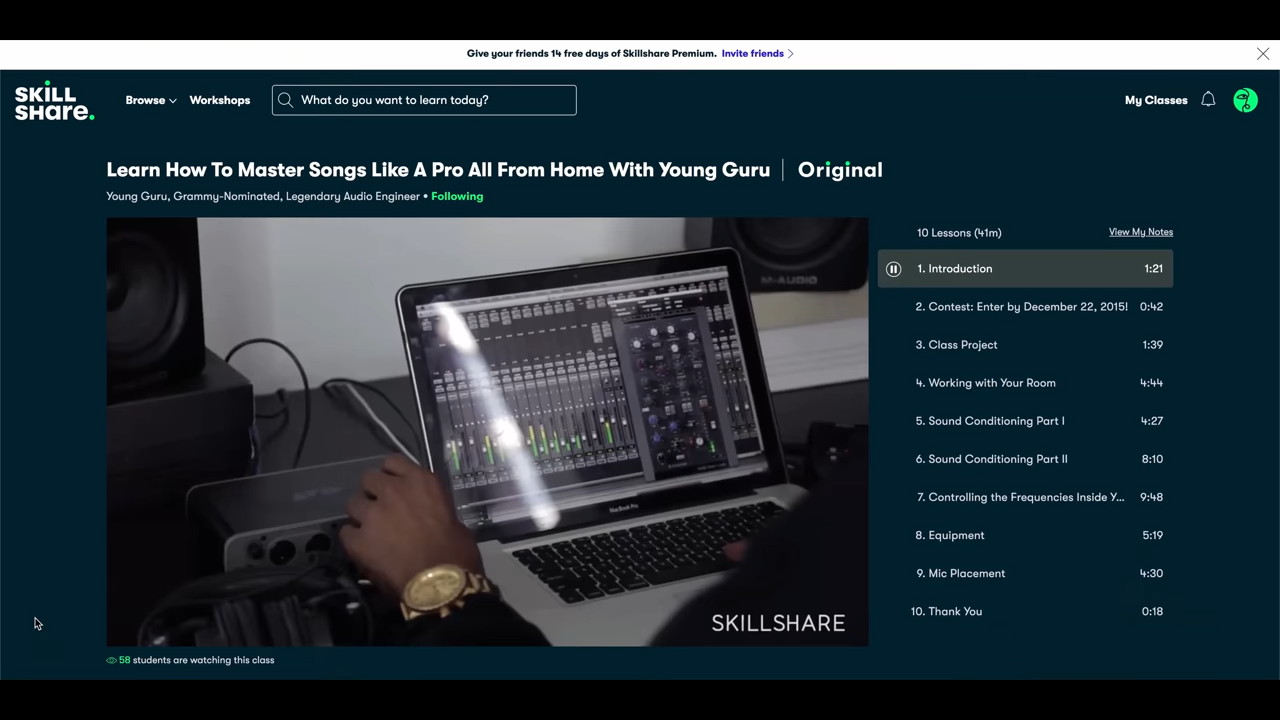 Give your friends 14 free days of Skillshare Premium. Invite friends
SKILL
SHARE.
Browse
Workshops
What do you want to learn today?
My Classes
Learn How To Master Songs Like A Pro All From Home With Young Guru | Original
Young Guru, Grammy-Nominated, Legendary Audio Engineer • Following
10 Lessons (41m)
View My Notes
1. Introduction 1:21
2. Contest: Enter by December 22, 2015! 0:42
3. Class Project 1:39
4. Working with Your Room 4:44
5. Sound Conditioning Part I 4:27
6. Sound Conditioning Part II 8:10
7. Controlling the Frequencies Inside Y... 9:48
8. Equipment 5:19
9. Mic Placement 4:30
10. Thank You 0:18
M-AUDIO
MacBook Pro
SKILLSHARE
58 students are watching this class